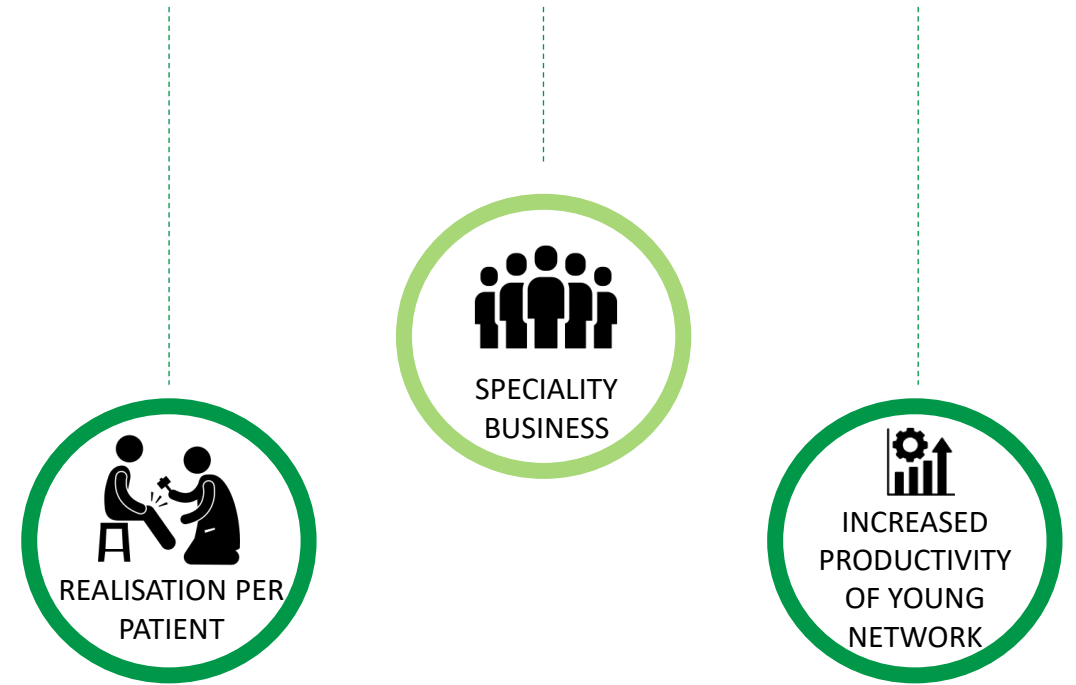 SPECIALITY
BUSINESS
REALISATION PER
PATIENT
INCREASED
PRODUCTIVITY
OF YOUNG
NETWORK